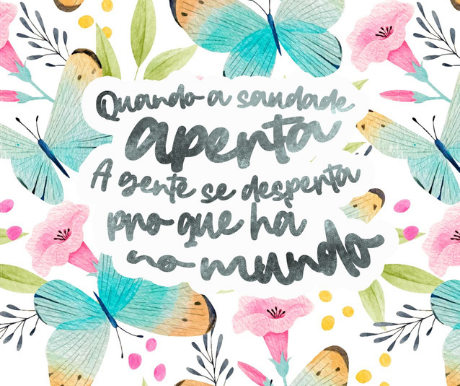 Quando a saudade
aperta
A gente se desperta
pro que há
no mundo